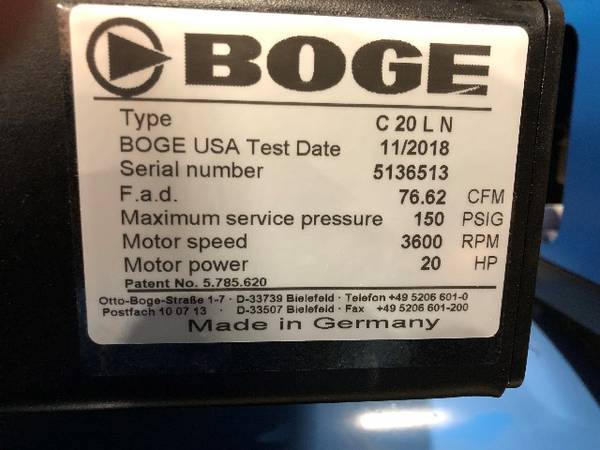 BOGE
Type C 20 L N
BOGE USA Test Date 11/2018
Serial number 5136513
F.a.d. 76.62 CFM
Maximum service pressure 150 PSIG
Motor speed 3600 RPM
Motor power 20 HP
Patent No. 5.785.620
Otto-Boge-Straße 1-7 · D-33739 Bielefeld · Telefon +49 5206 601-0
Postfach 10 07 13 · D-33507 Bielefeld · Fax +49 5206 601-200
Made in Germany